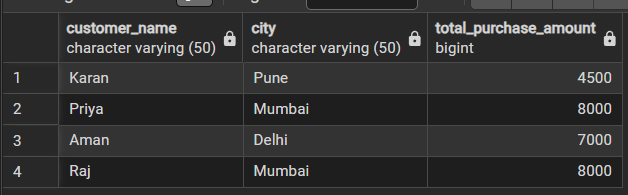 customer_name city total_purchase_amount
character varying (50) character varying (50) bigint
1 Karan Pune 4500
2 Priya Mumbai 8000
3 Aman Delhi 7000
4 Raj Mumbai 8000